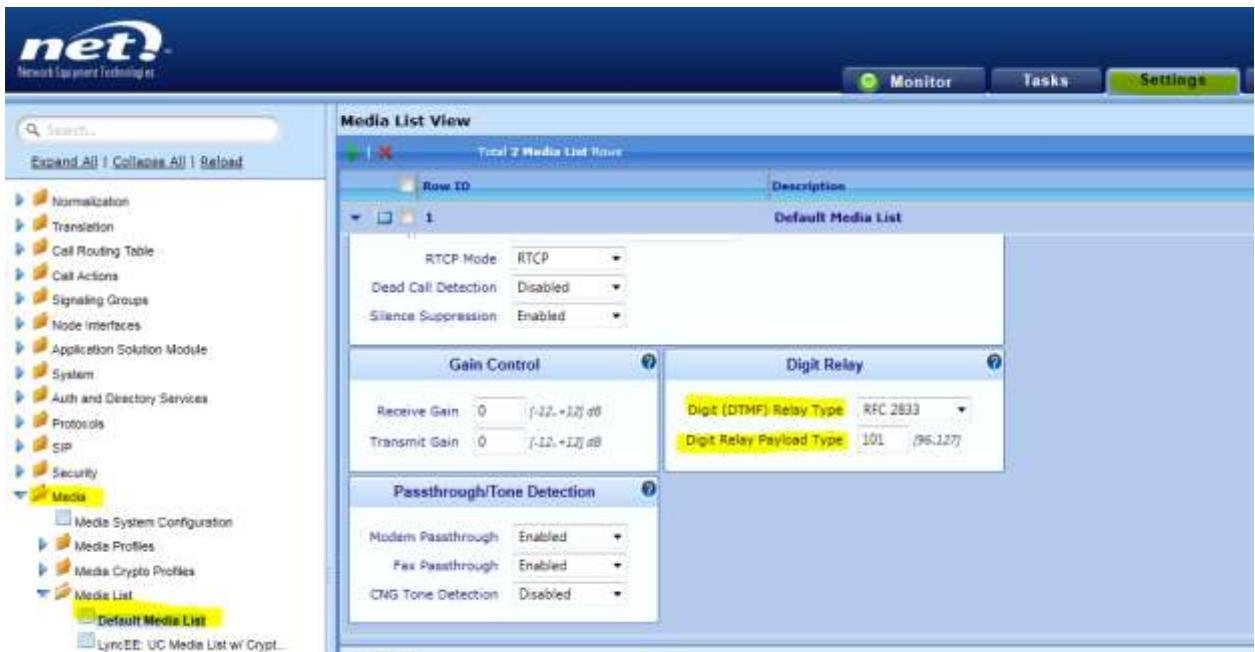 net
Network Equipment Technologies
Monitor
Tasks
Settings
Search...
Expand All | Collapse All | Reload
Normalization
Translation
Call Routing Table
Call Actions
Signaling Groups
Node Interfaces
Application Solution Module
System
Auth and Directory Services
Protocols
SIP
Security
Media
Media System Configuration
Media Profiles
Media Crypto Profiles
Media List
Default Media List
LyncEE: UC Media List w/ Crypt...
Media List View
Total 2 Media List Rows
Row ID Description
1 Default Media List
RTCP Mode RTCP
Dead Call Detection Disabled
Silence Suppression Enabled
Gain Control
Receive Gain 0 [-12..+12] dB
Transmit Gain 0 [-12..+12] dB
Digit Relay
Digit (DTMF) Relay Type RFC 2833
Digit Relay Payload Type 101 [96..127]
Passthrough/Tone Detection
Modem Passthrough Enabled
Fax Passthrough Enabled
CNG Tone Detection Disabled